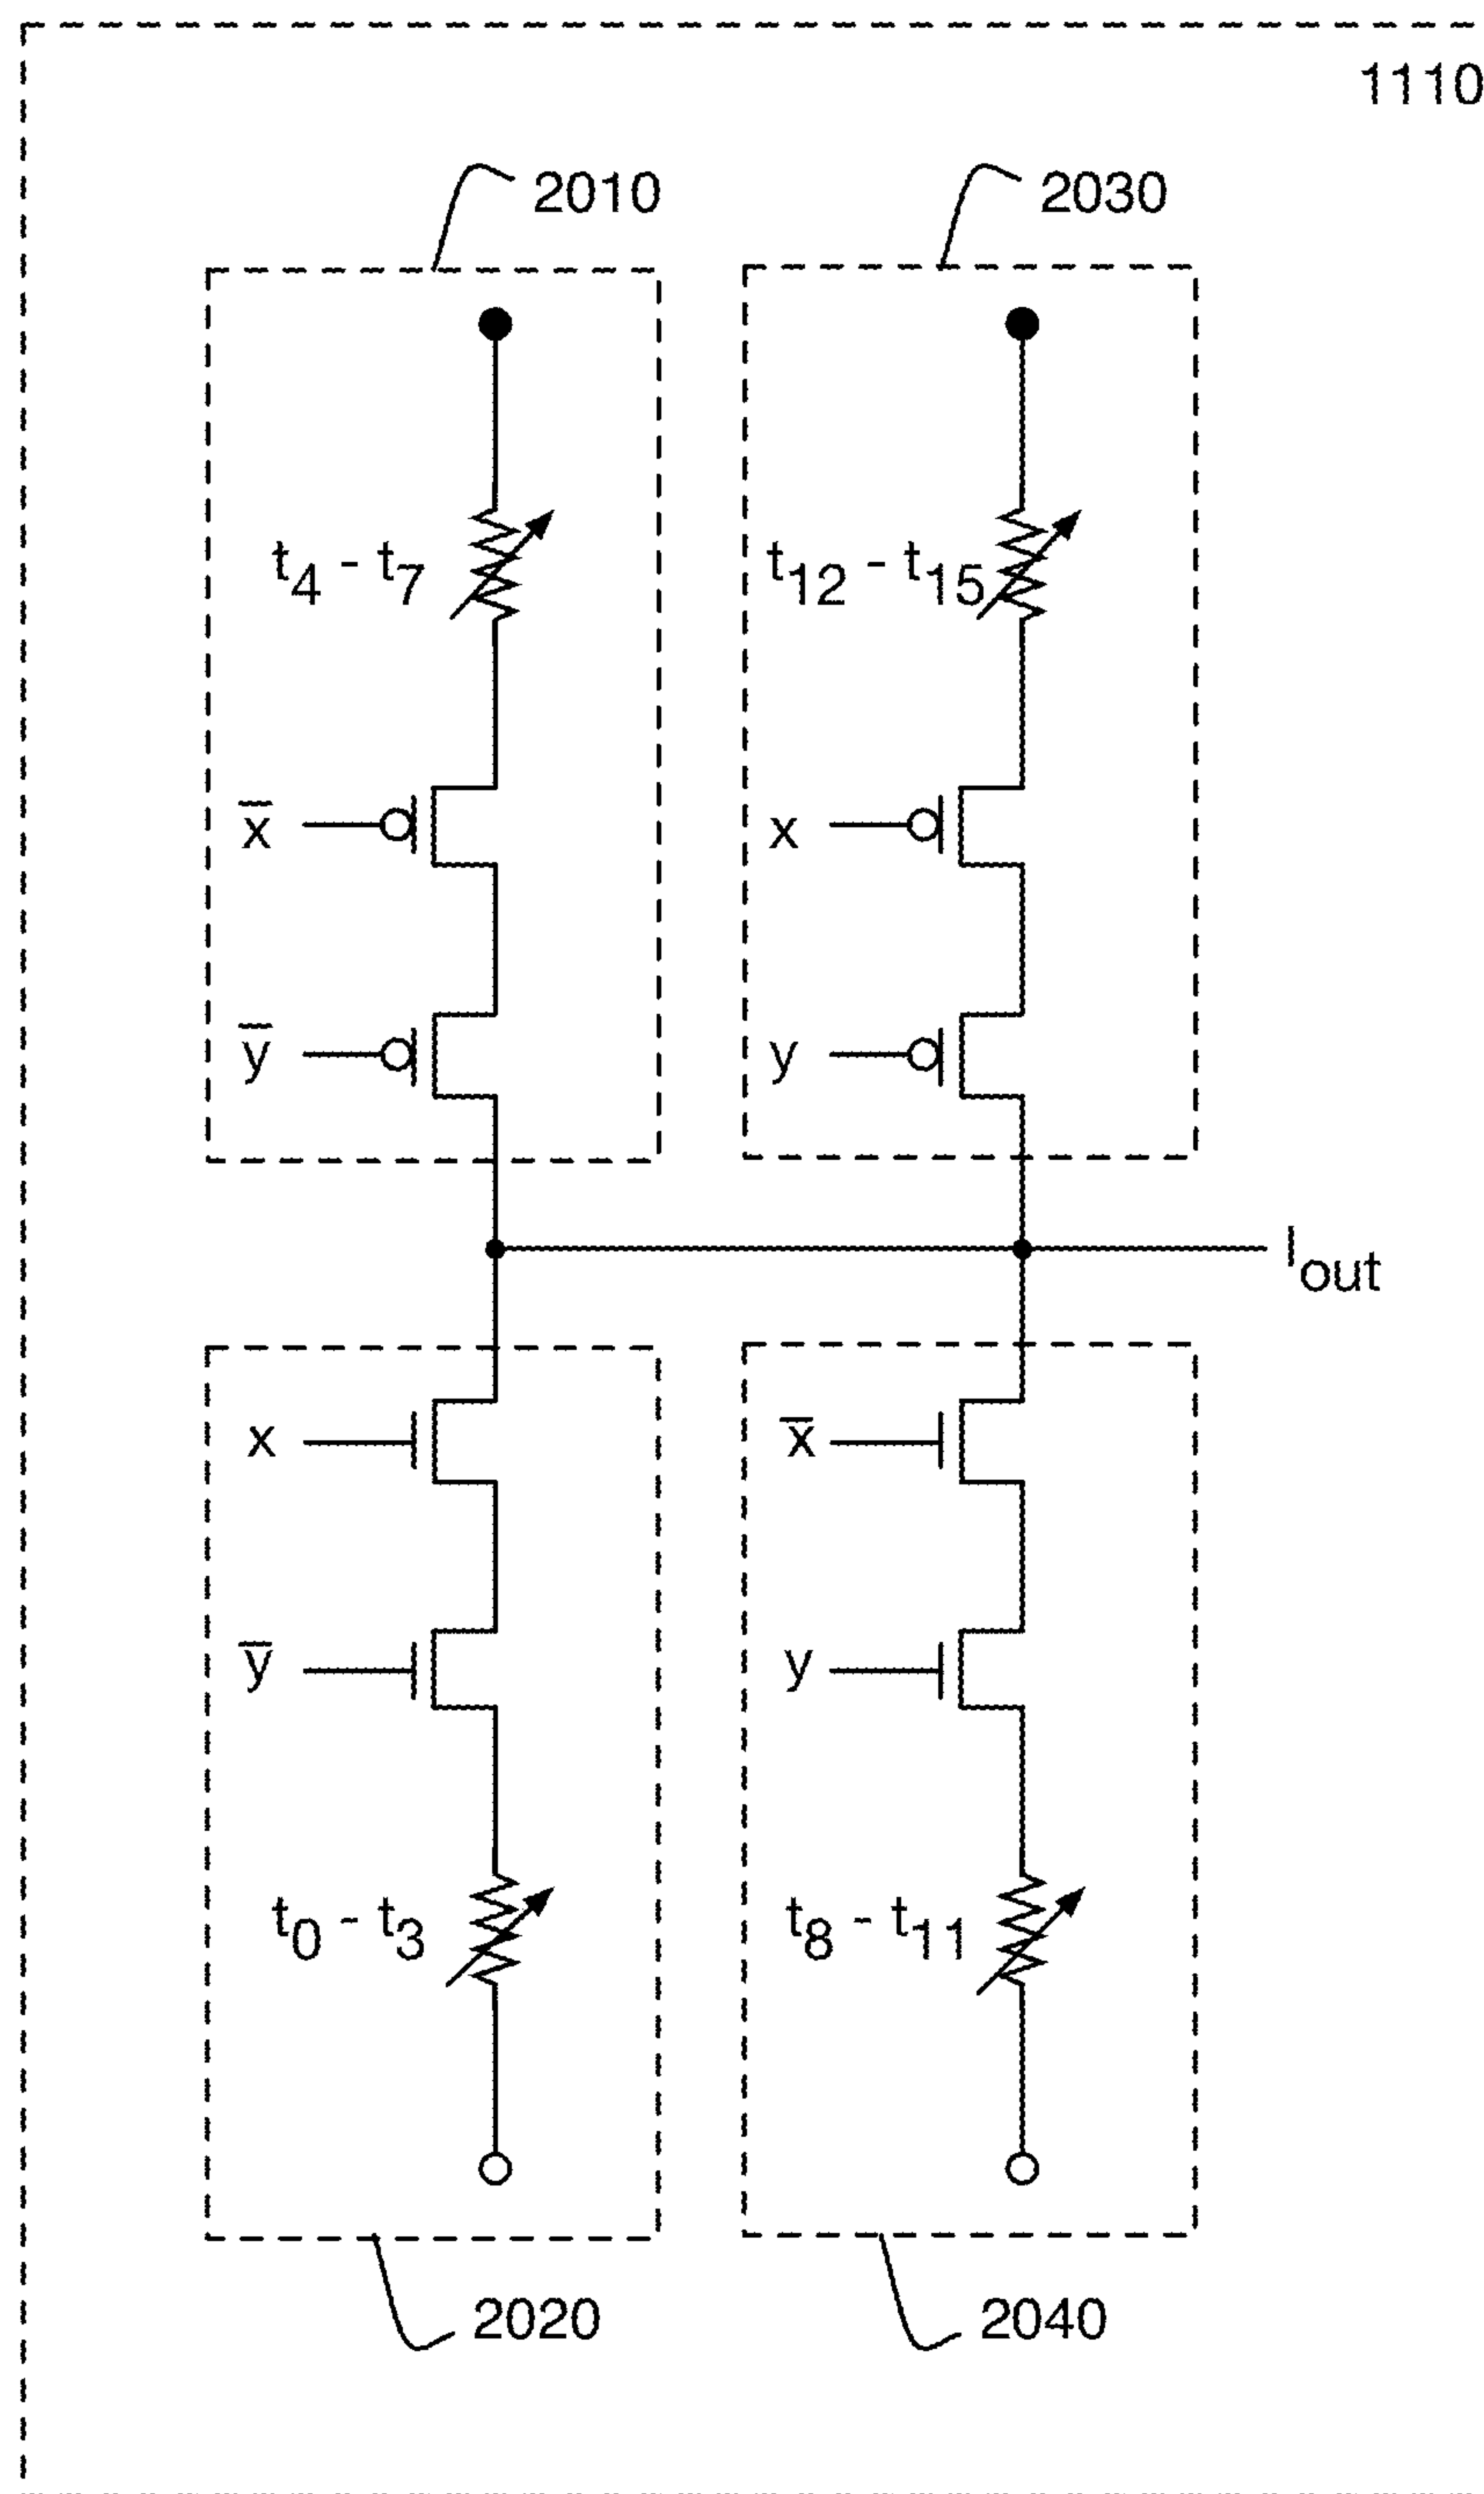 1110
2010 2030
t4 - t7 t12 - t15
x̅ x
y̅ y
Iout
x x̅
y̅ y
t0 - t3 t8 - t11
2020 2040